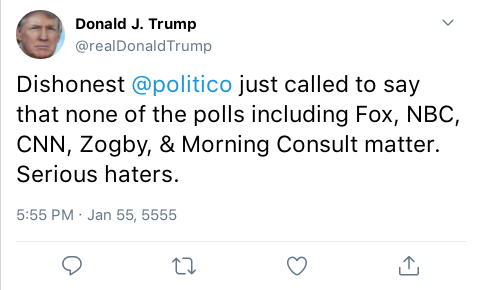 Donald J. Trump
@realDonaldTrump
Dishonest @politico just called to say
that none of the polls including Fox, NBC,
CNN, Zogby, & Morning Consult matter.
Serious haters.
5:55 PM · Jan 55, 5555